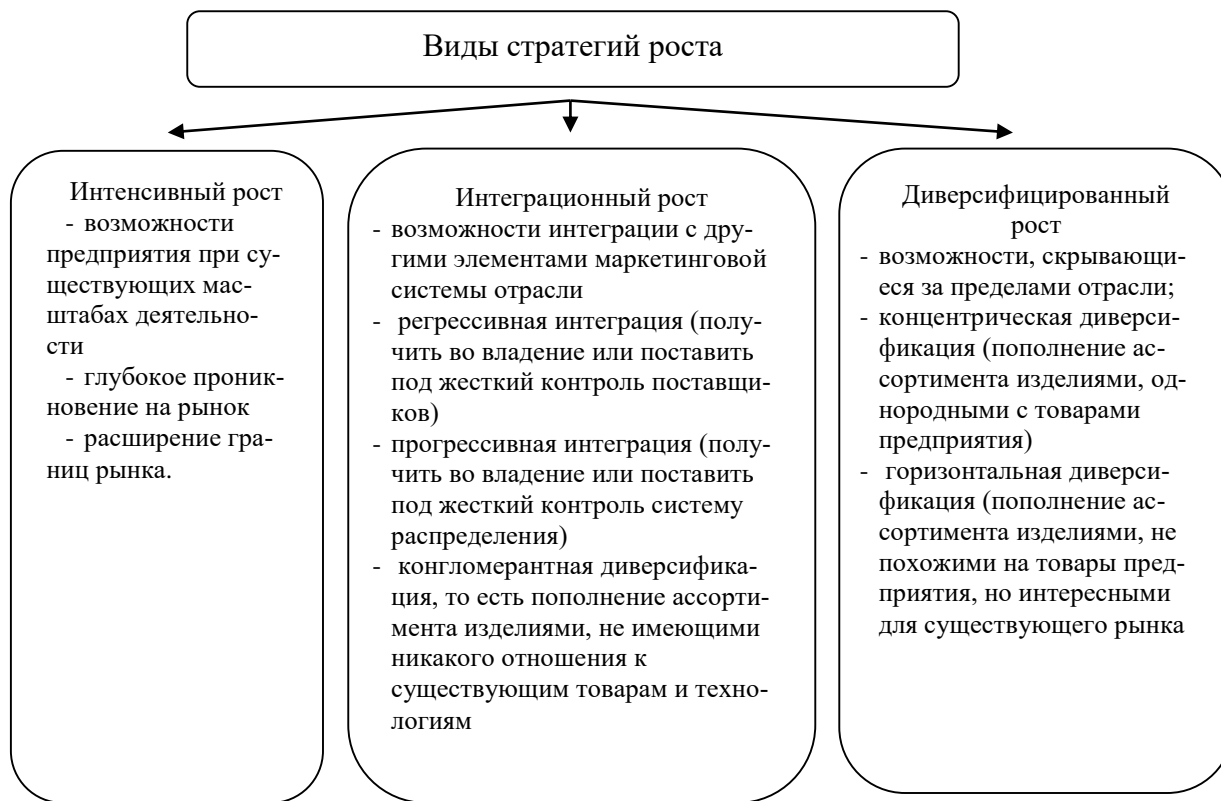 Виды стратегий роста
Интенсивный рост
- возможности
предприятия при су-
ществующих мас-
штабах деятельно-
сти
- глубокое проник-
новение на рынок
- расширение гра-
ниц рынка.
Интеграционный рост
- возможности интеграции с дру-
гими элементами маркетинговой
системы отрасли
- регрессивная интеграция (полу-
чить во владение или поставить
под жесткий контроль поставщи-
ков)
- прогрессивная интеграция (полу-
чить во владение или поставить
под жесткий контроль систему
распределения)
- конгломерантная диверсифика-
ция, то есть пополнение ассорти-
мента изделиями, не имеющими
никакого отношения к
существующим товарам и техно-
логиям
Диверсифицированный
рост
- возможности, скрывающи-
еся за пределами отрасли;
- концентрическая диверси-
фикация (пополнение ас-
сортимента изделиями, од-
нородными с товарами
предприятия)
- горизонтальная диверси-
фикация (пополнение ас-
сортимента изделиями, не
похожими на товары пред-
приятия, но интересными
для существующего рынка